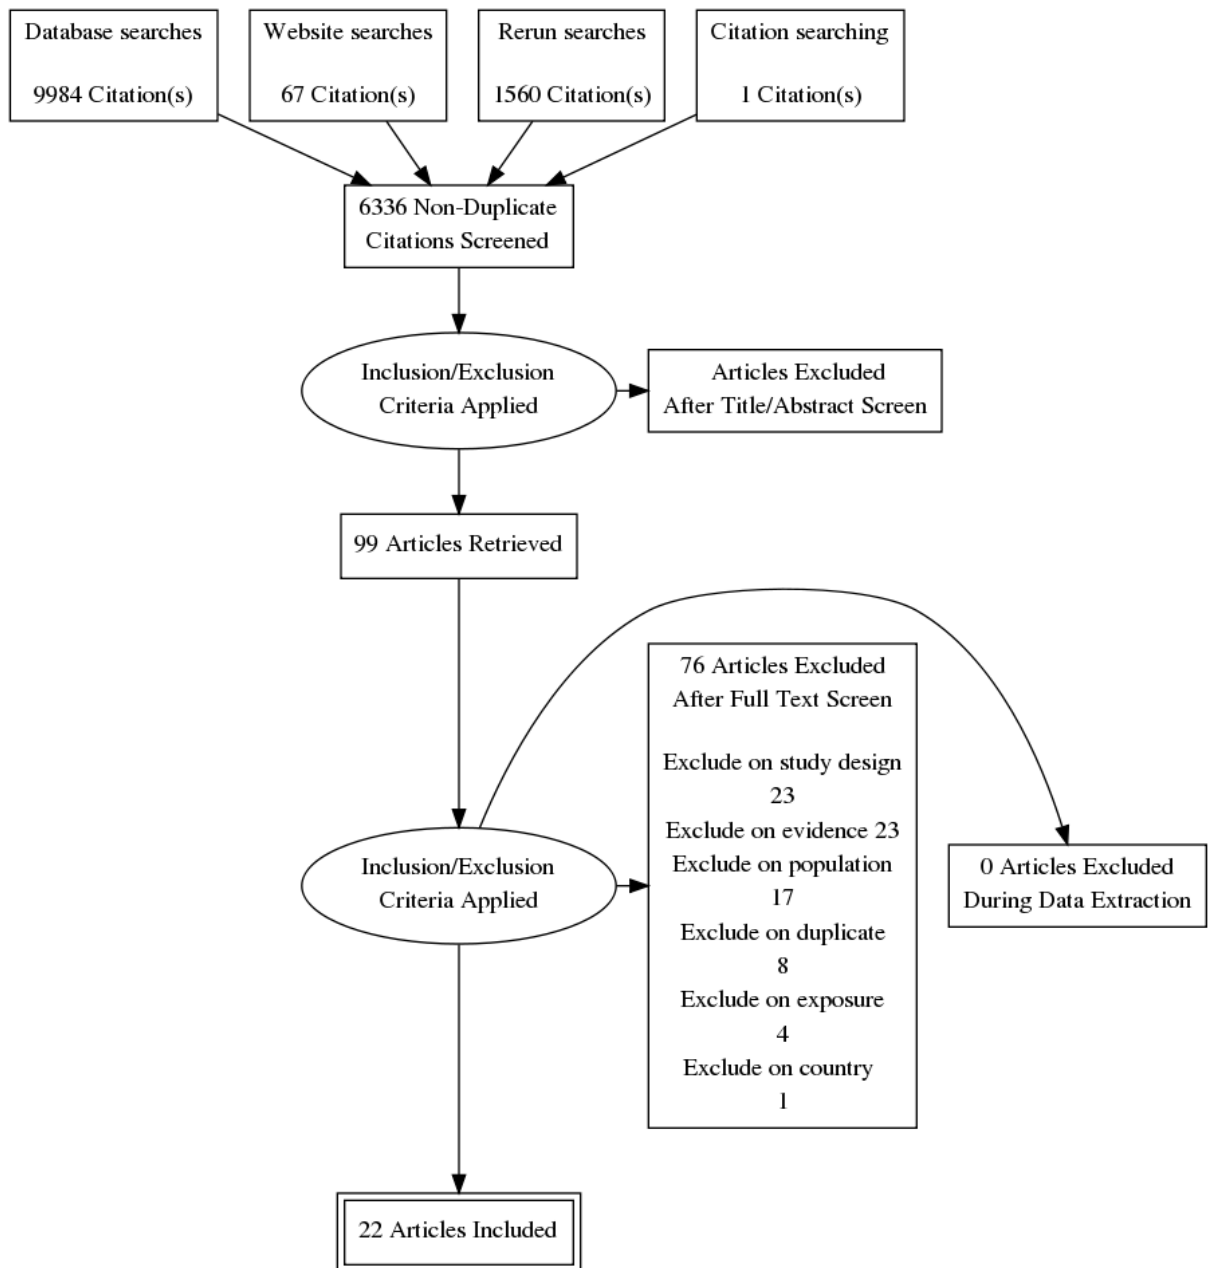 Database searches
9984 Citation(s)
Website searches
67 Citation(s)
Rerun searches
1560 Citation(s)
Citation searching
1 Citation(s)
6336 Non-Duplicate
Citations Screened
Inclusion/Exclusion
Criteria Applied
Articles Excluded
After Title/Abstract Screen
99 Articles Retrieved
76 Articles Excluded
After Full Text Screen
Exclude on study design
23
Exclude on evidence 23
Exclude on population
17
Exclude on duplicate
8
Exclude on exposure
4
Exclude on country
1
Inclusion/Exclusion
Criteria Applied
0 Articles Excluded
During Data Extraction
22 Articles Included